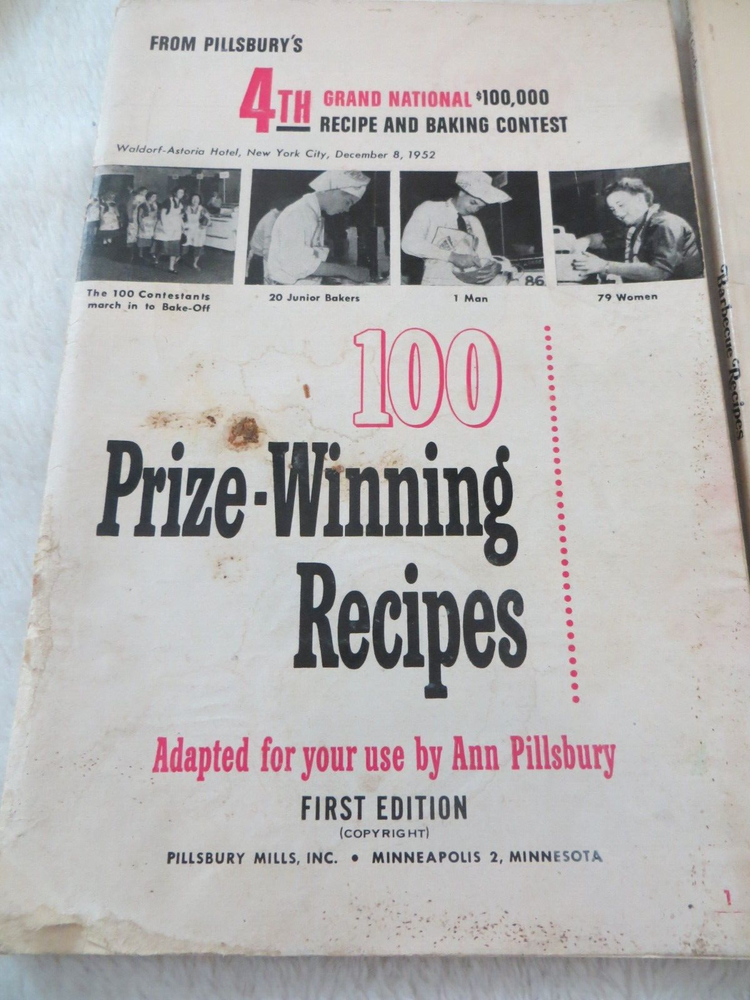 FROM PILLSBURY'S
4TH GRAND NATIONAL $100,000
RECIPE AND BAKING CONTEST
Waldorf-Astoria Hotel, New York City, December 8, 1952
86
The 100 Contestants
march in to Bake-Off
20 Junior Bakers
1 Man
79 Women
100
Prize-Winning
Recipes
Adapted for your use by Ann Pillsbury
FIRST EDITION
(COPYRIGHT)
PILLSBURY MILLS, INC. • MINNEAPOLIS 2, MINNESOTA
1
Barbecue Recipes